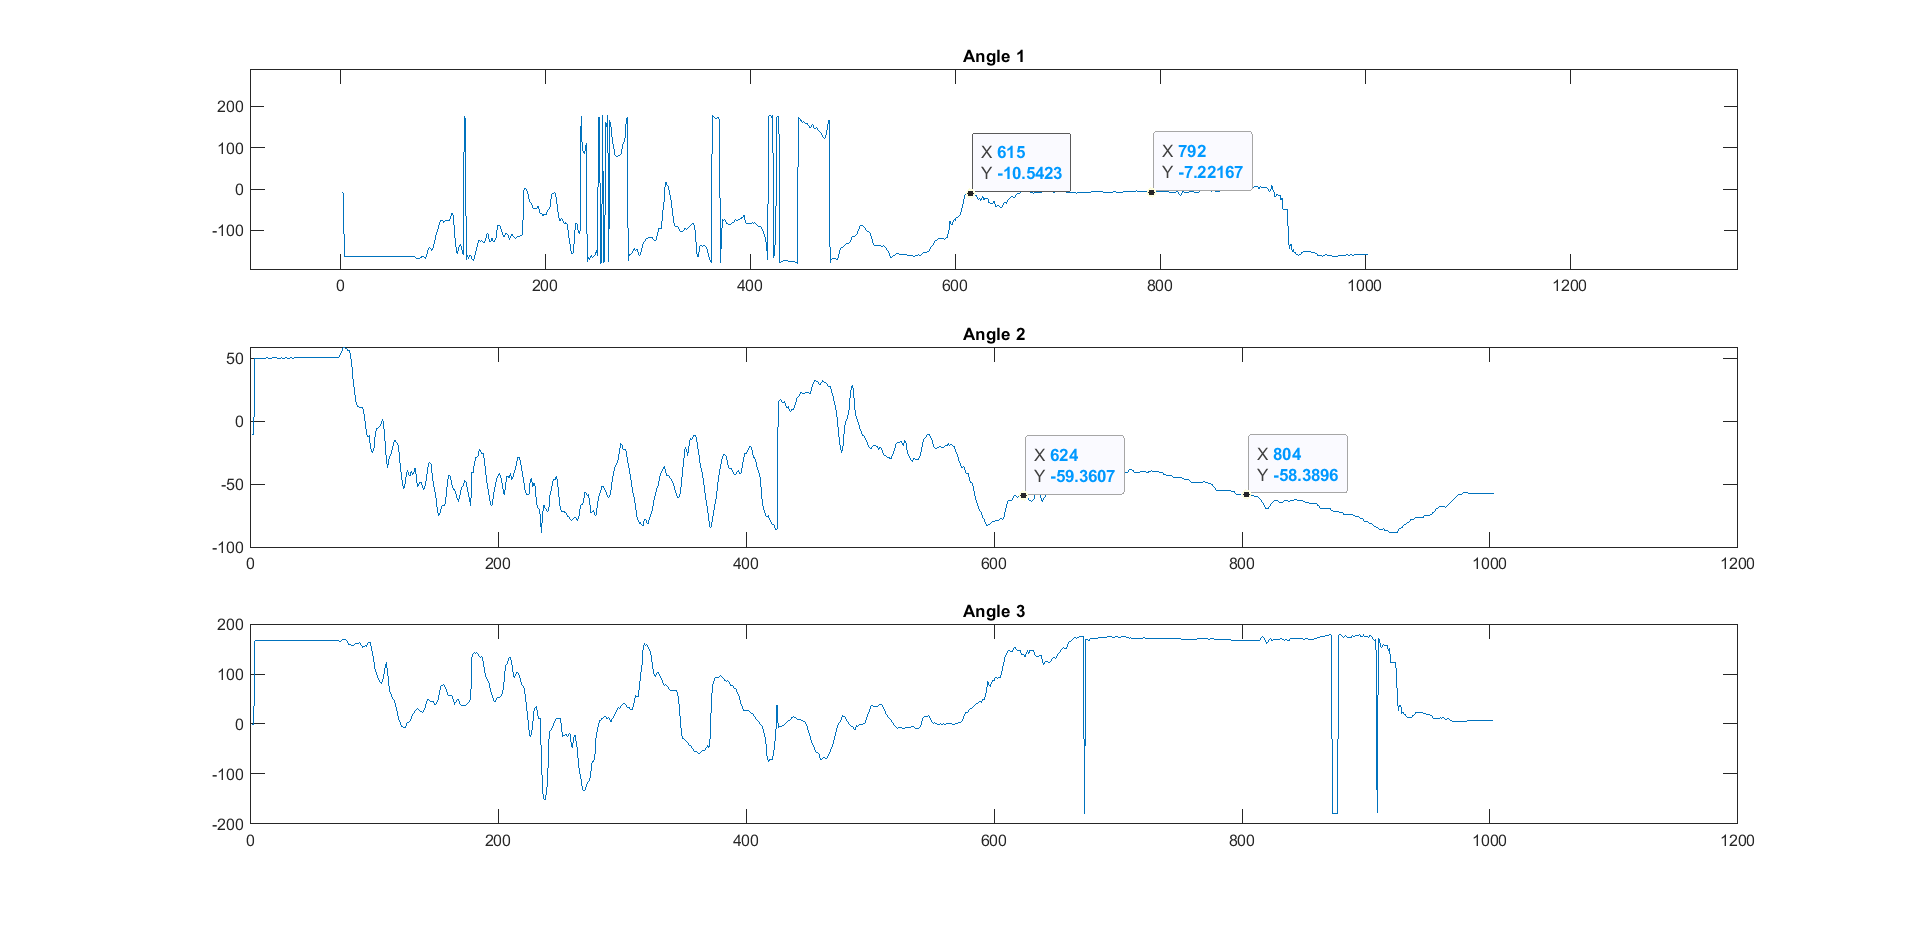 Angle 1
200
100
0
-100
X 615
Y -10.5423
X 792
Y -7.22167
0 200 400 600 800 1000 1200
Angle 2
50
0
-50
-100
X 624
Y -59.3607
X 804
Y -58.3896
0 200 400 600 800 1000 1200
Angle 3
200
100
0
-100
-200
0 200 400 600 800 1000 1200